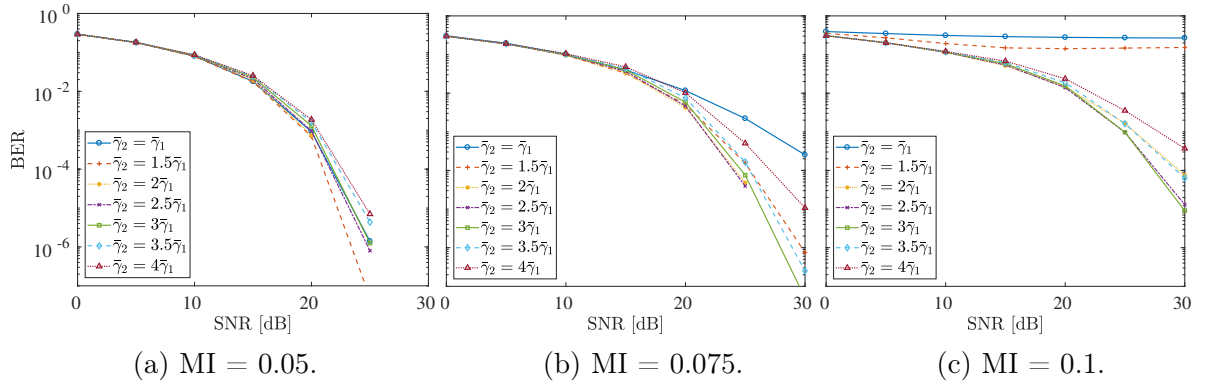 10^0
10^-2
10^-4
10^-6
BER
γ̄₂ = γ̄₁
γ̄₂ = 1.5γ̄₁
γ̄₂ = 2γ̄₁
γ̄₂ = 2.5γ̄₁
γ̄₂ = 3γ̄₁
γ̄₂ = 3.5γ̄₁
γ̄₂ = 4γ̄₁
0 10 20 30
SNR [dB]
(a) MI = 0.05.
γ̄₂ = γ̄₁
γ̄₂ = 1.5γ̄₁
γ̄₂ = 2γ̄₁
γ̄₂ = 2.5γ̄₁
γ̄₂ = 3γ̄₁
γ̄₂ = 3.5γ̄₁
γ̄₂ = 4γ̄₁
0 10 20 30
SNR [dB]
(b) MI = 0.075.
γ̄₂ = γ̄₁
γ̄₂ = 1.5γ̄₁
γ̄₂ = 2γ̄₁
γ̄₂ = 2.5γ̄₁
γ̄₂ = 3γ̄₁
γ̄₂ = 3.5γ̄₁
γ̄₂ = 4γ̄₁
0 10 20 30
SNR [dB]
(c) MI = 0.1.